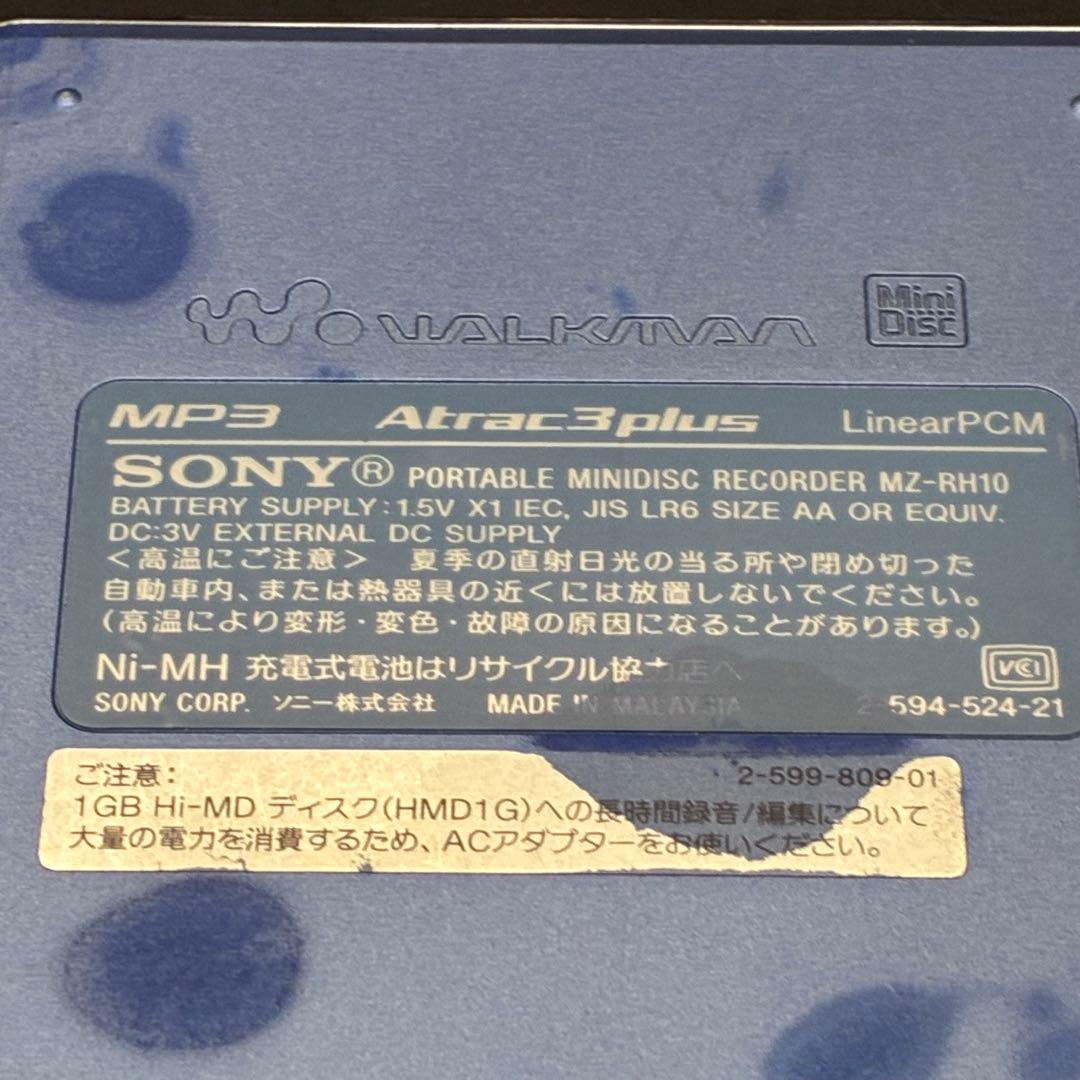 WALKMAN
Mini
Disc
MP3 Atrac3plus LinearPCM
SONY® PORTABLE MINIDISC RECORDER MZ-RH10
BATTERY SUPPLY:1.5V X1 IEC, JIS LR6 SIZE AA OR EQUIV.
DC:3V EXTERNAL DC SUPPLY
<高温にご注意> 夏季の直射日光の当る所や閉め切った
自動車内、または熱器具の近くには放置しないでください。
(高温により変形・変色・故障の原因になることがあります。)
Ni-MH 充電式電池はリサイクル協力店へ
VCCI
SONY CORP. ソニー株式会社 MADE IN MALAYSIA 2-594-524-21
ご注意: 2-599-809-01
1GB Hi-MD ディスク(HMD1G)への長時間録音/編集について
大量の電力を消費するため、ACアダプターをお使いください。